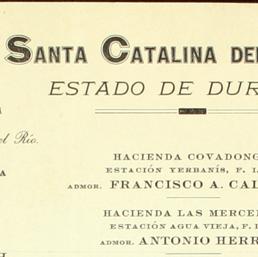 SANTA CATALINA DEL
ESTADO DE DUR
el Río.
HACIENDA COVADONG
ESTACIÓN YERBANÍS, F. I.
ADMOR. FRANCISCO A. CAL
HACIENDA LAS MERCE
ESTACIÓN AGUA VIEJA, F.
ADMOR. ANTONIO HERR